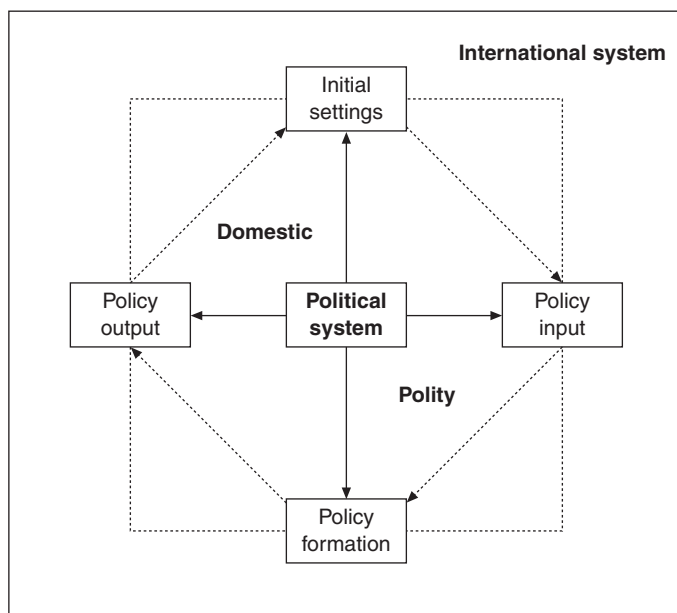 International system
Initial
settings
Domestic
Policy
output
Political
system
Policy
input
Polity
Policy
formation